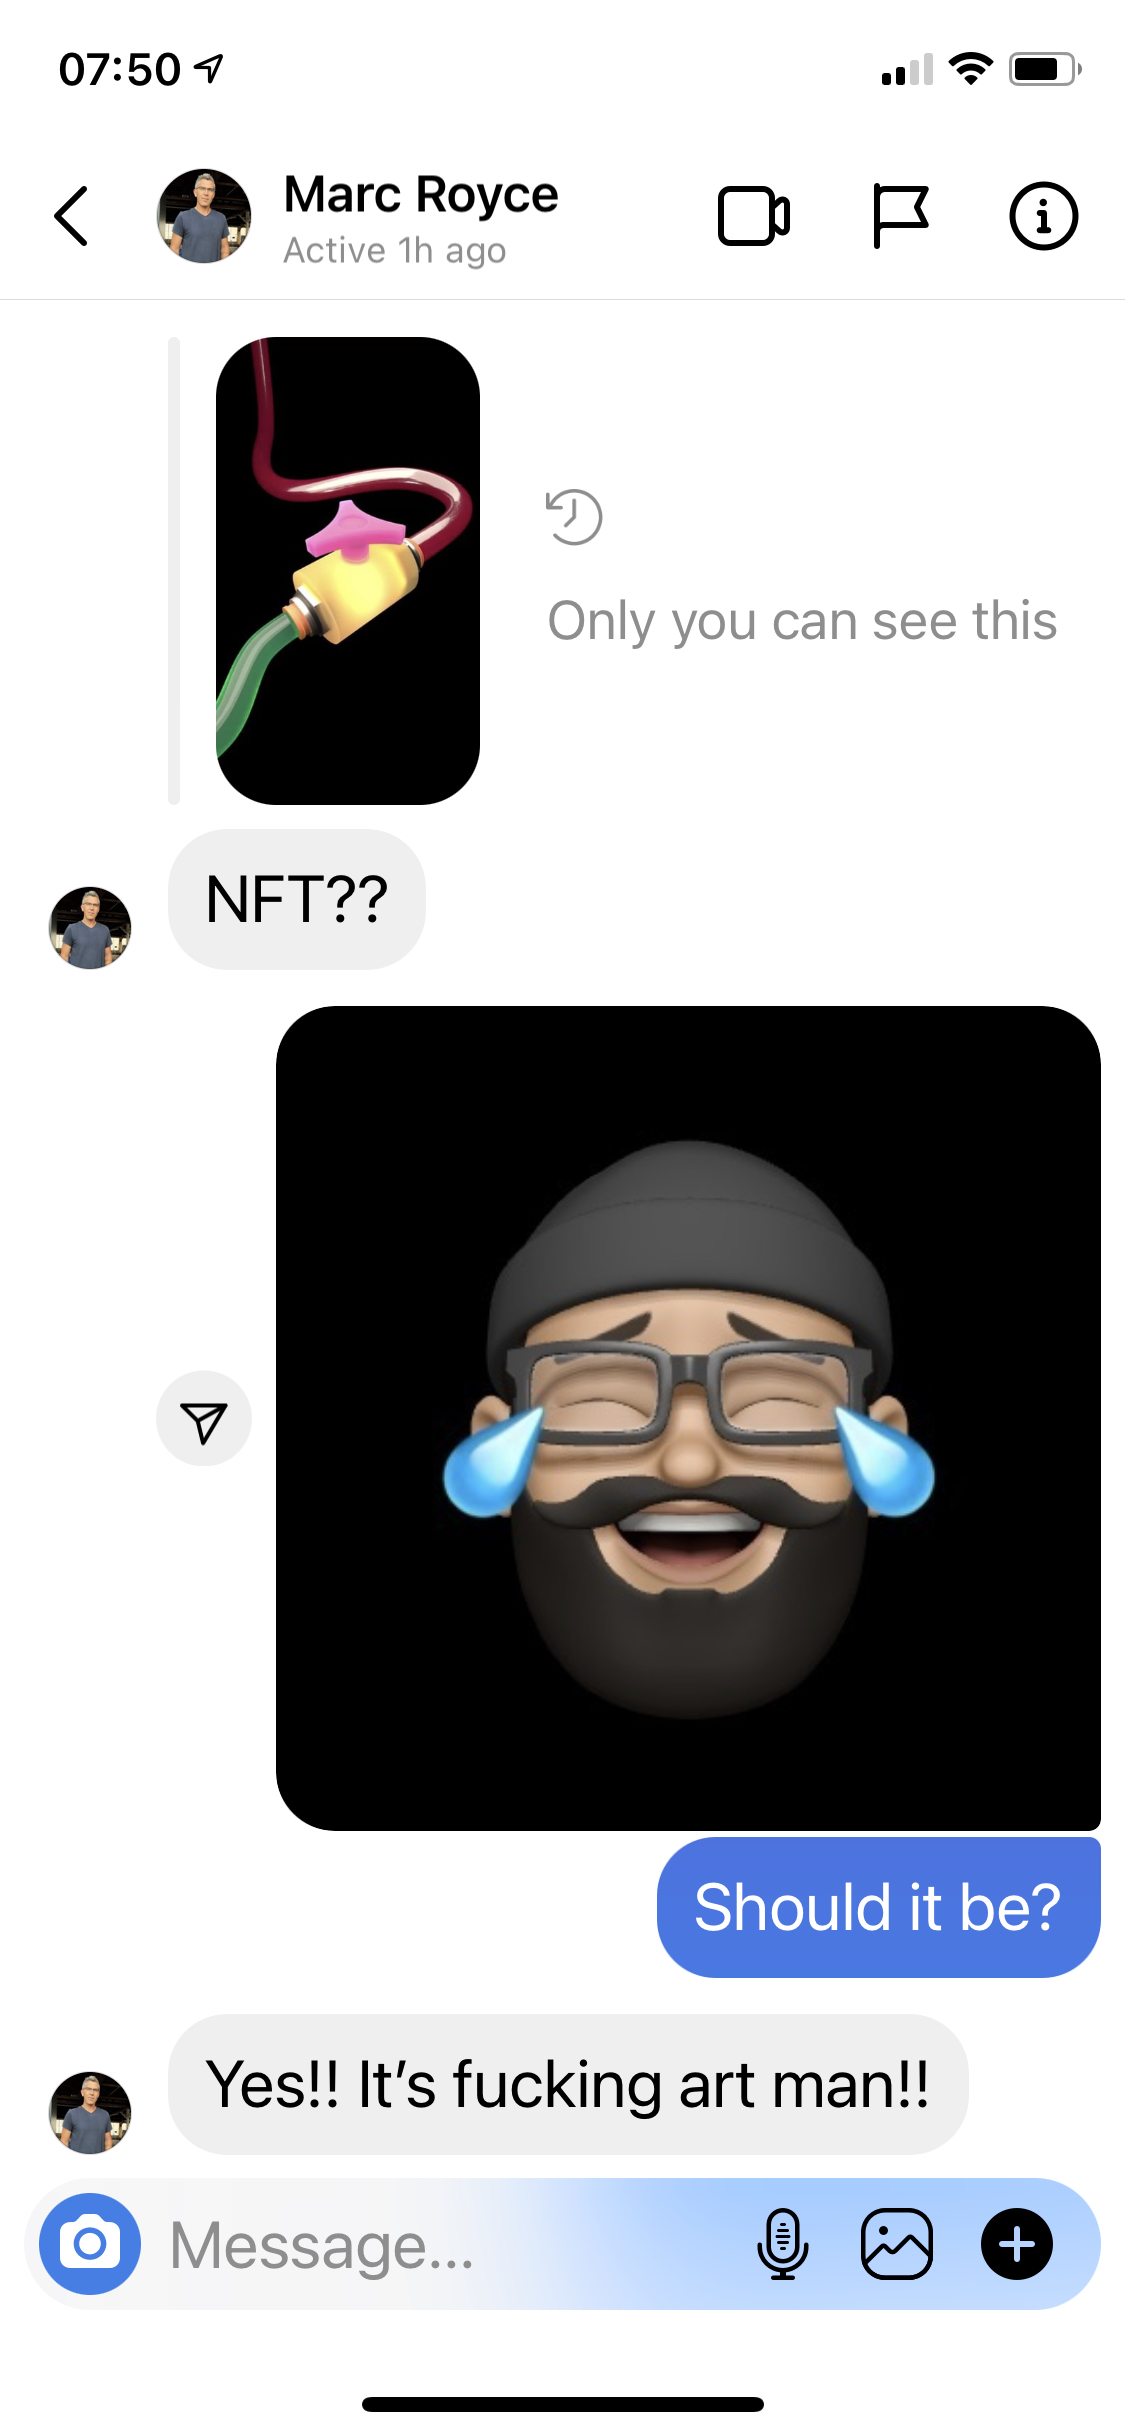 07:50
Marc Royce
Active 1h ago
Only you can see this
NFT??
Should it be?
Yes!! It’s fucking art man!!
Message...